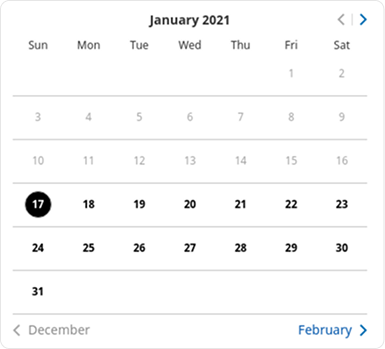 January 2021
Sun Mon Tue Wed Thu Fri Sat
1 2
3 4 5 6 7 8 9
10 11 12 13 14 15 16
17 18 19 20 21 22 23
24 25 26 27 28 29 30
31
December February